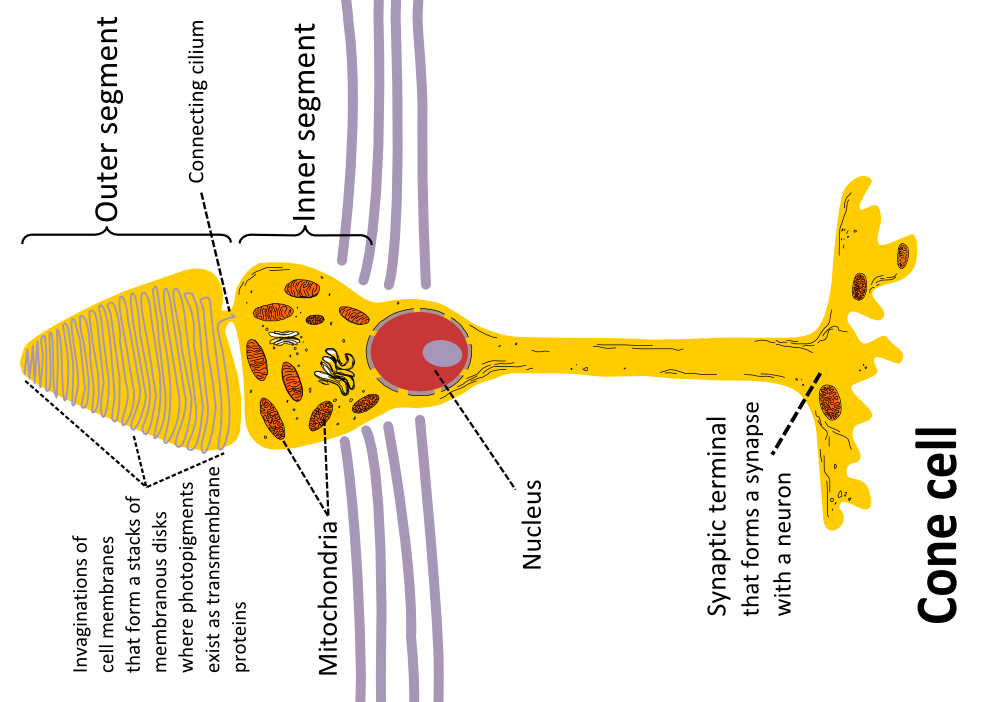 Outer segment
Connecting cilium
Inner segment
Invaginations of
cell membranes
that form a stacks of
membranous disks
where photopigments
exist as transmembrane
proteins
Mitochondria
Nucleus
Synaptic terminal
that forms a synapse
with a neuron
Cone cell